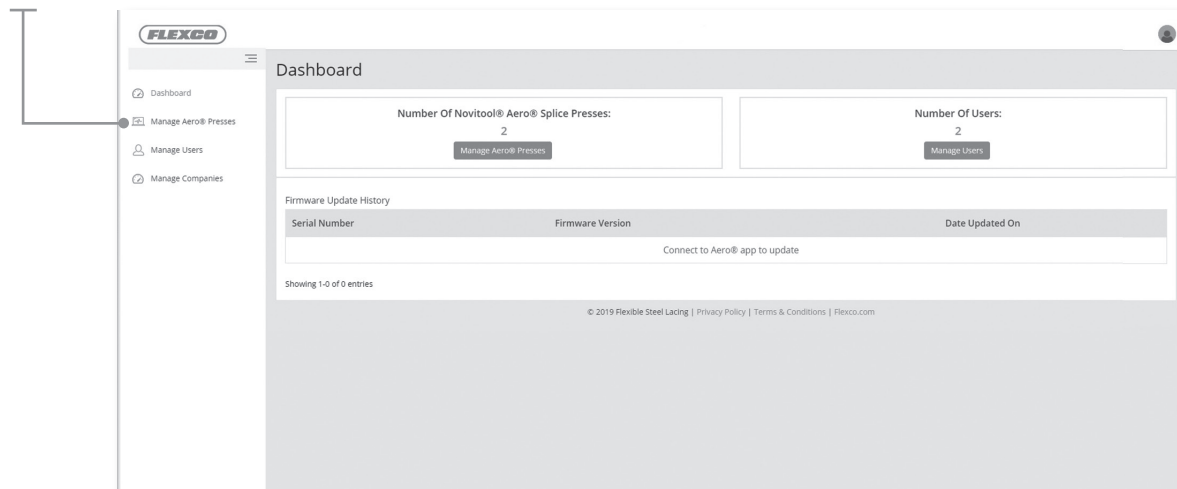 FLEXCO
Dashboard
Dashboard
Manage Aero® Presses
Manage Users
Manage Companies
Number Of Novitool® Aero® Splice Presses:
2
Manage Aero® Presses
Number Of Users:
2
Manage Users
Firmware Update History
Serial Number Firmware Version Date Updated On
Connect to Aero® app to update
Showing 1-0 of 0 entries
© 2019 Flexible Steel Lacing | Privacy Policy | Terms & Conditions | Flexco.com